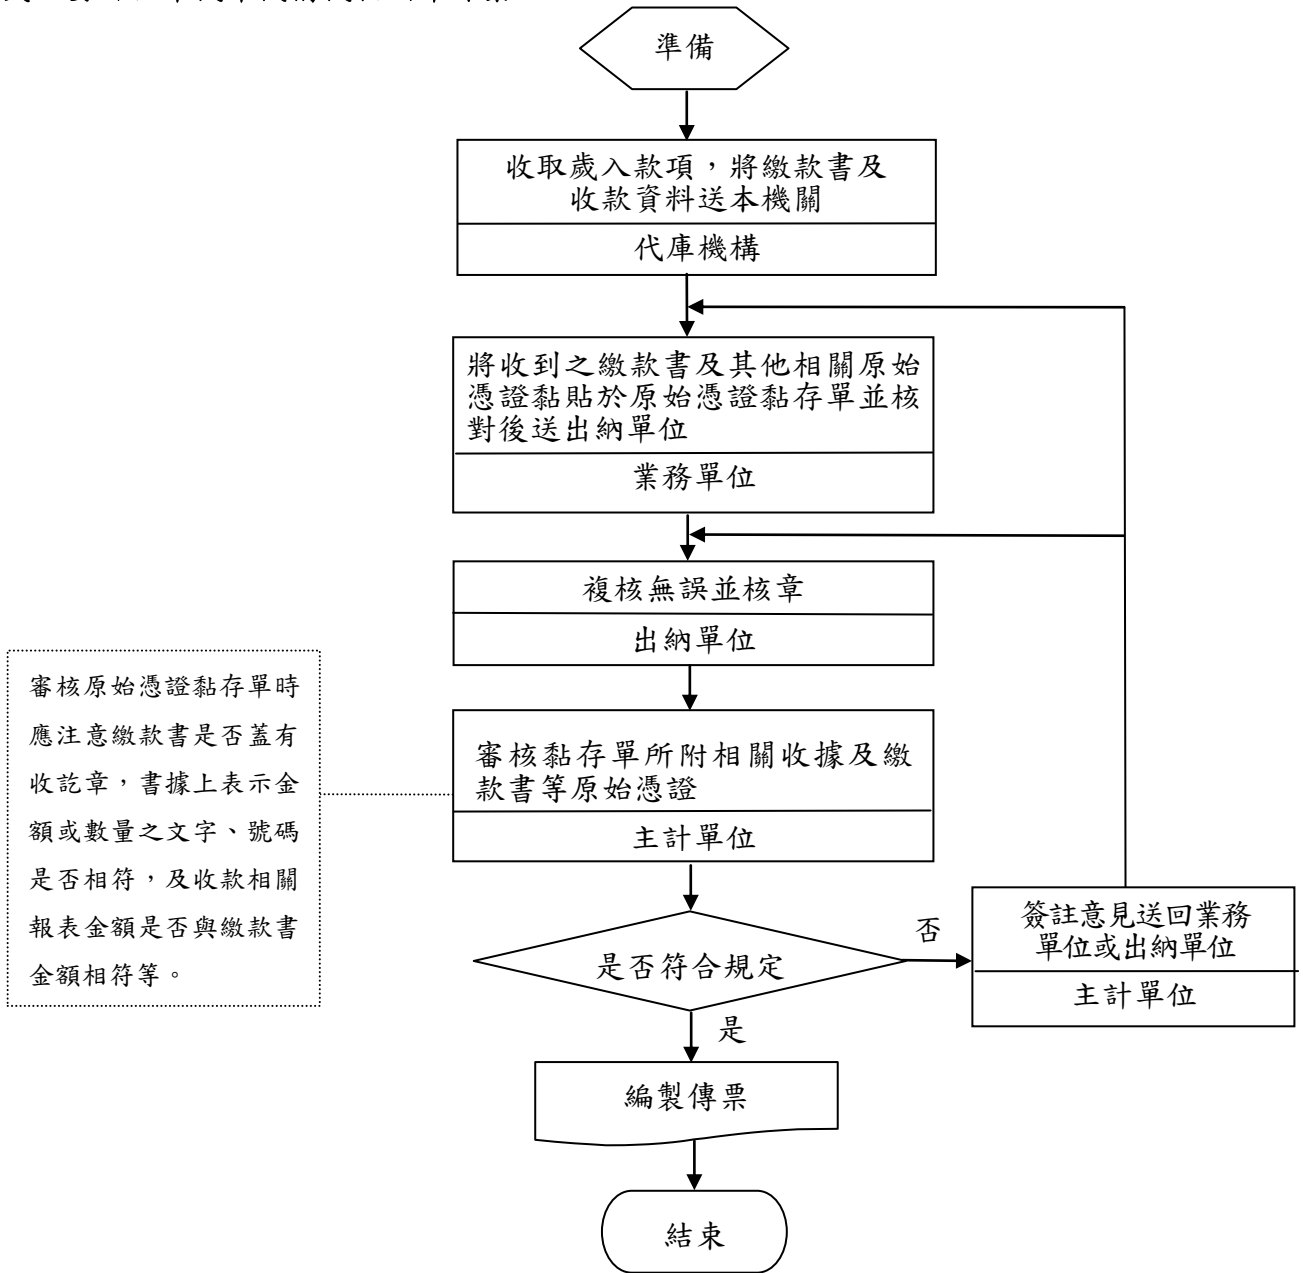 準備
收取歲入款項，將繳款書及
收款資料送本機關
代庫機構
將收到之繳款書及其他相關原始
憑證黏貼於原始憑證黏存單並核
對後送出納單位
業務單位
複核無誤並核章
出納單位
審核原始憑證黏存單時
應注意繳款書是否蓋有
收訖章，書據上表示金
額或數量之文字、號碼
是否相符，及收款相關
報表金額是否與繳款書
金額相符等。
審核黏存單所附相關收據及繳
款書等原始憑證
主計單位
是否符合規定
否
簽註意見送回業務
單位或出納單位
主計單位
是
編製傳票
結束